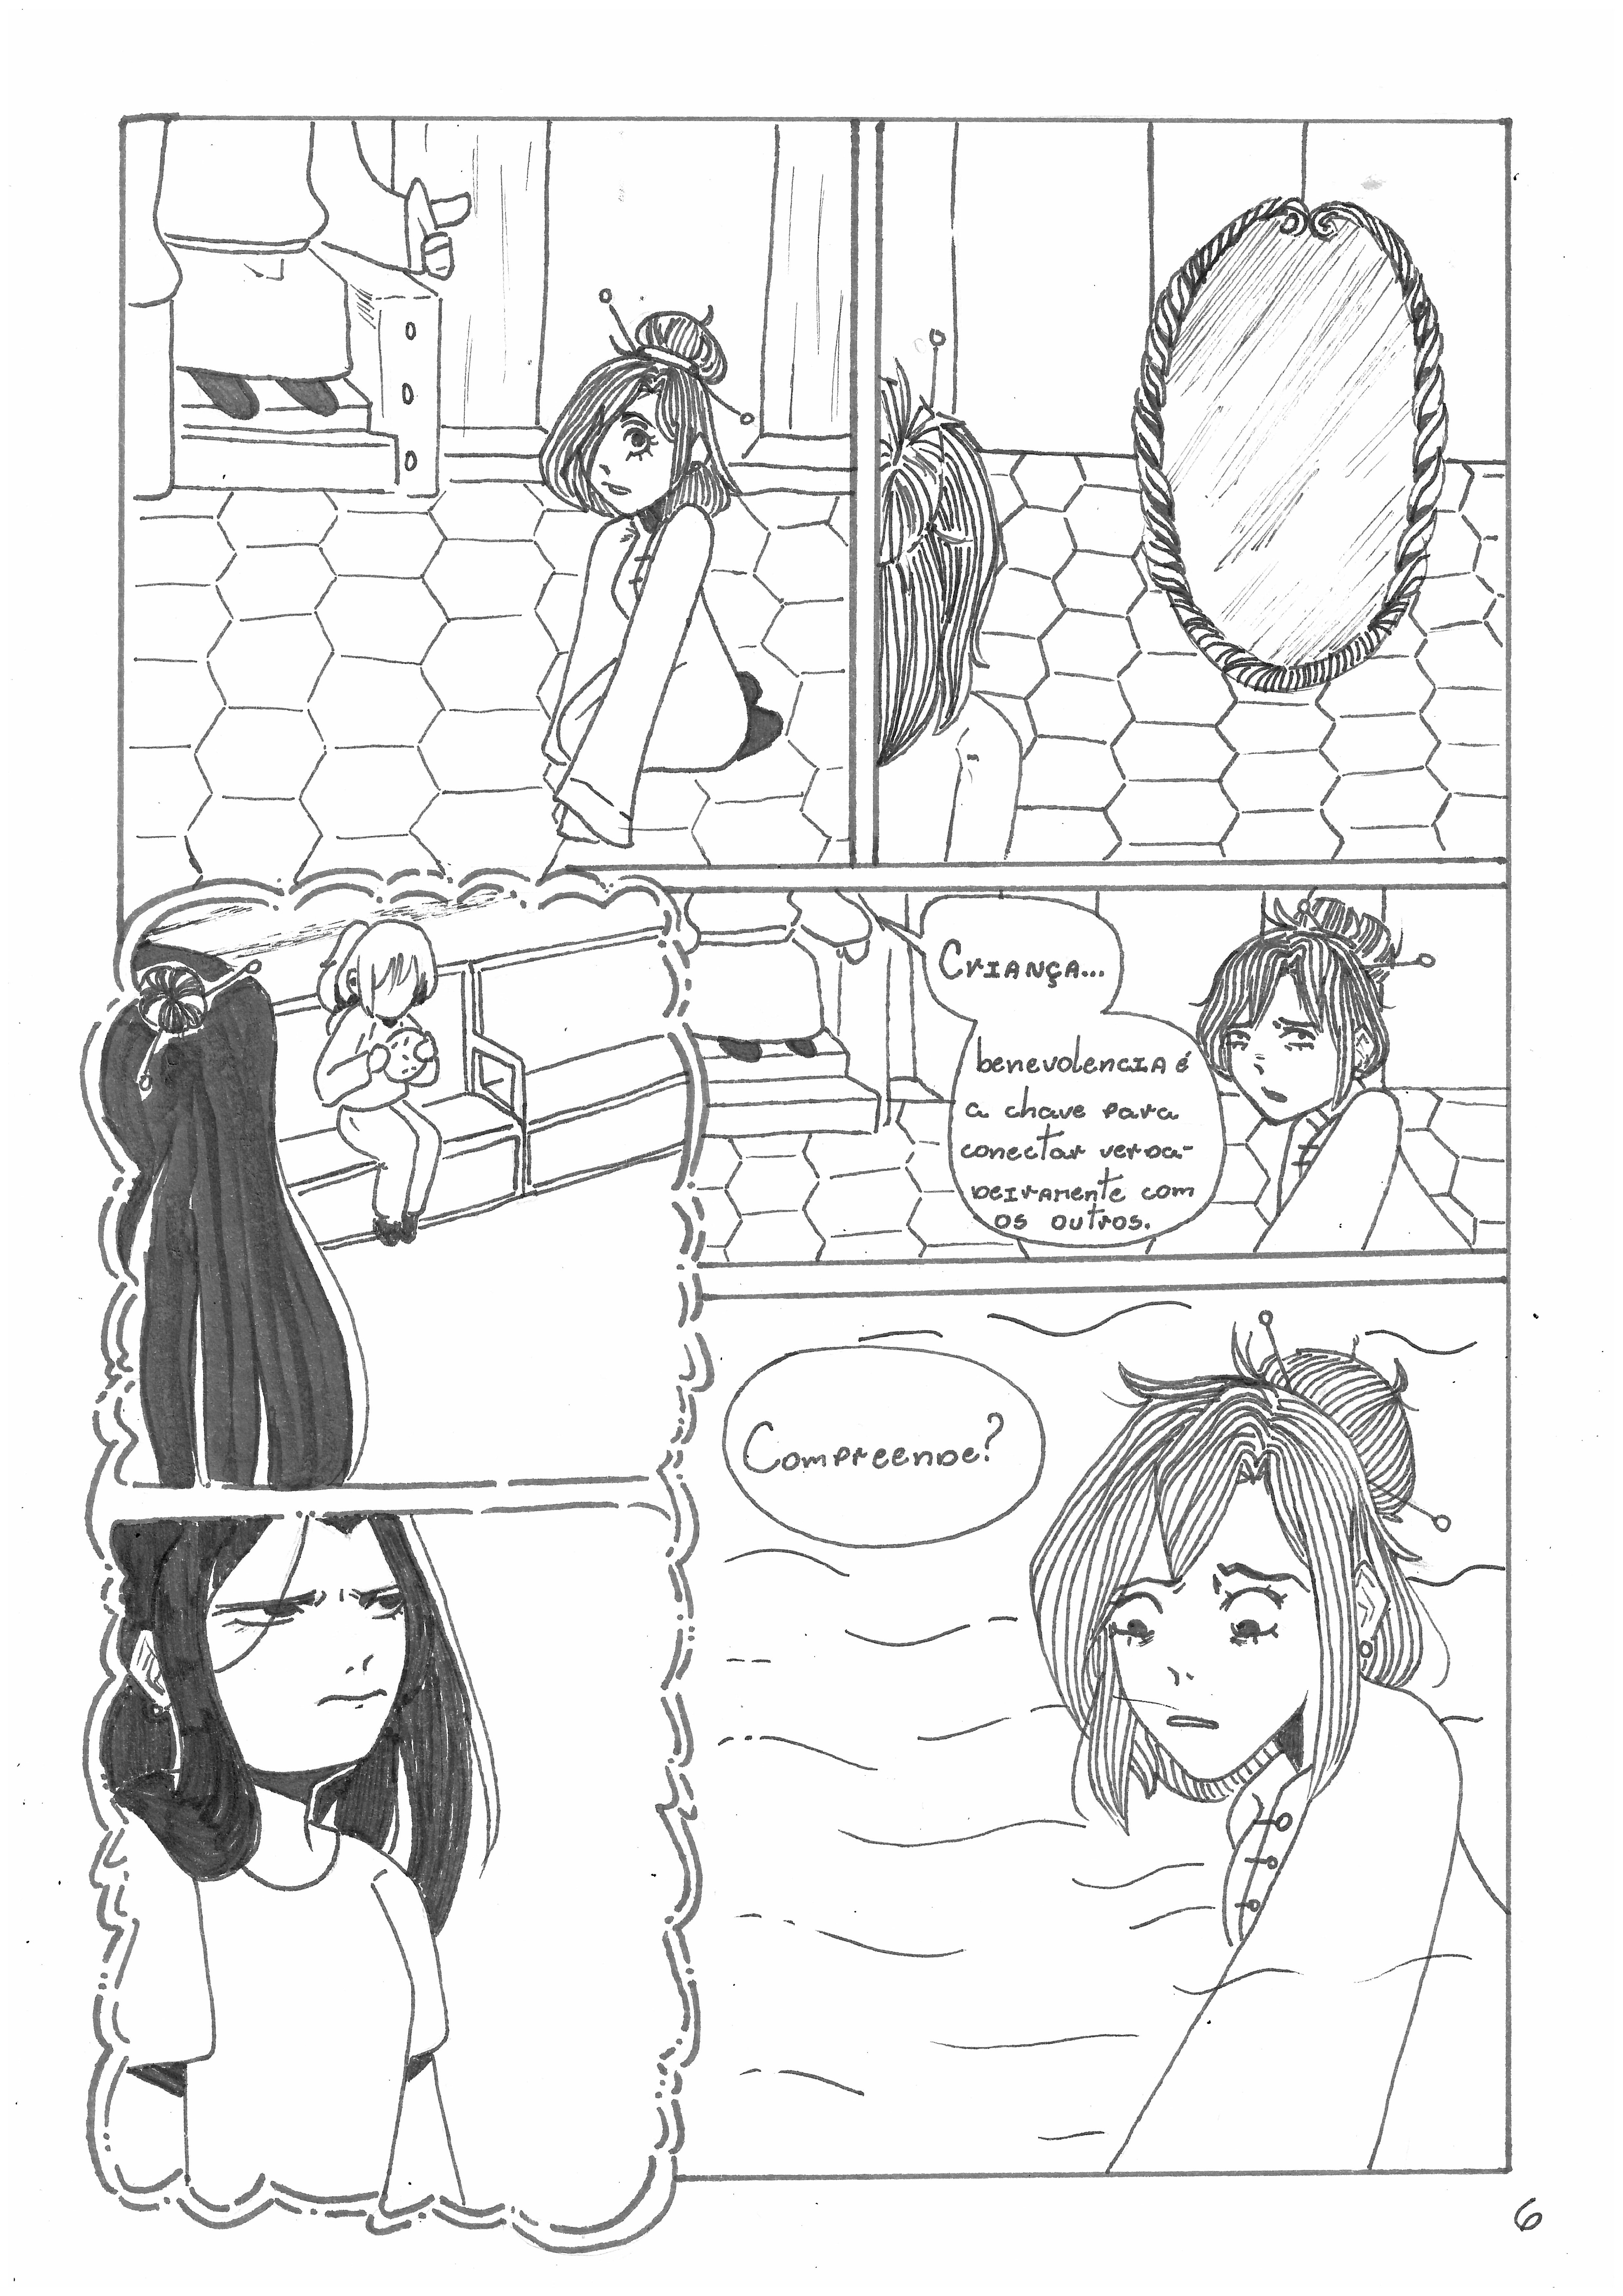 CRIANÇA...
benevolencia é
a chave para
conectar verda-
deiramente com
os outros.
Compreende?
6